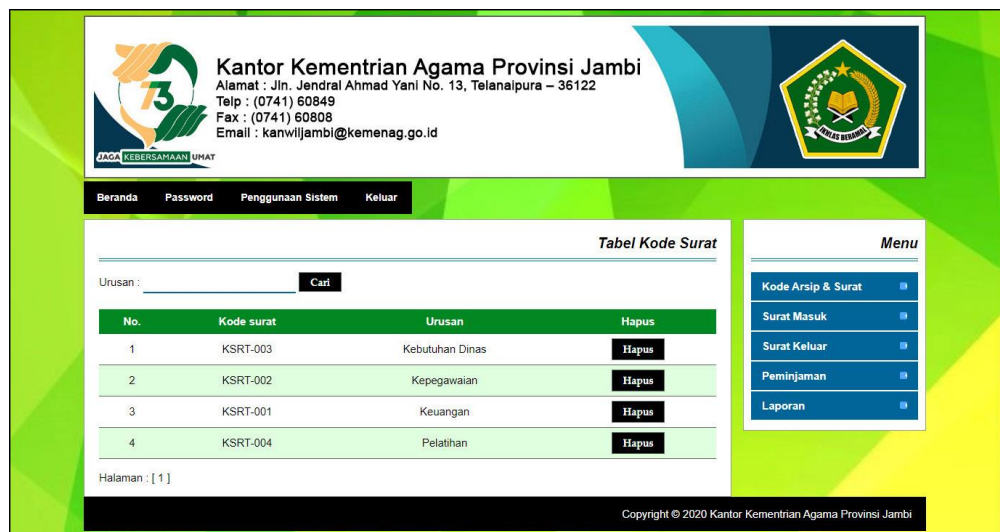 73
JAGA KEBERSAMAAN UMAT
Kantor Kementrian Agama Provinsi Jambi
Alamat : Jln. Jendral Ahmad Yani No. 13, Telanaipura – 36122
Telp : (0741) 60849
Fax : (0741) 60808
Email : kanwiljambi@kemenag.go.id
IKHLAS BERAMAL
Beranda Password Penggunaan Sistem Keluar
Tabel Kode Surat
Urusan : Cari
No. Kode surat Urusan Hapus
1 KSRT-003 Kebutuhan Dinas Hapus
2 KSRT-002 Kepegawaian Hapus
3 KSRT-001 Keuangan Hapus
4 KSRT-004 Pelatihan Hapus
Halaman : [ 1 ]
Menu
Kode Arsip & Surat
Surat Masuk
Surat Keluar
Peminjaman
Laporan
Copyright © 2020 Kantor Kementrian Agama Provinsi Jambi